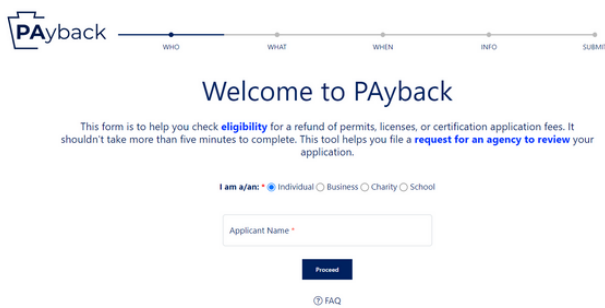 PAyback
WHO
WHAT
WHEN
INFO
SUBMIT
Welcome to PAyback
This form is to help you check eligibility for a refund of permits, licenses, or certification application fees. It
shouldn't take more than five minutes to complete. This tool helps you file a request for an agency to review your
application.
I am a/an: * Individual Business Charity School
Applicant Name *
Proceed
? FAQ